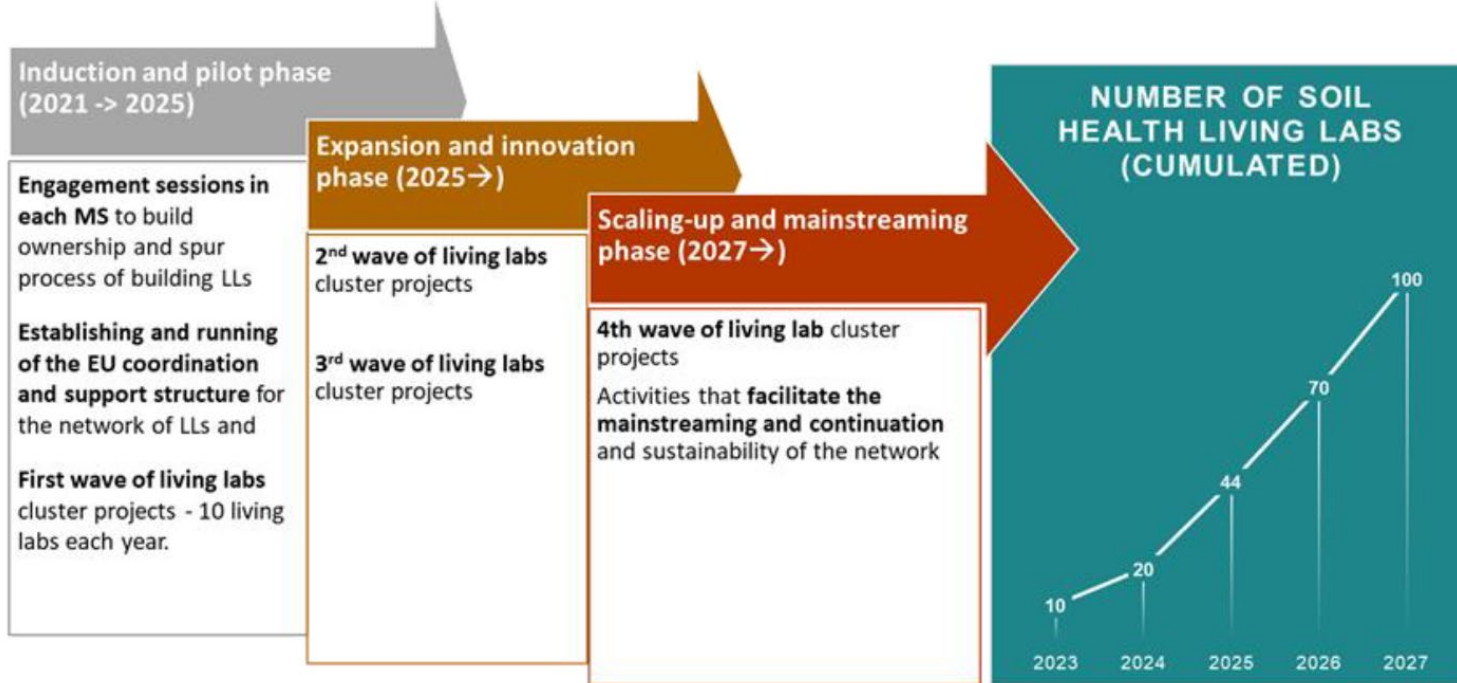 Induction and pilot phase
(2021 -> 2025)
Engagement sessions in
each MS to build
ownership and spur
process of building LLs
Establishing and running
of the EU coordination
and support structure for
the network of LLs and
First wave of living labs
cluster projects - 10 living
labs each year.
Expansion and innovation
phase (2025→)
2nd wave of living labs
cluster projects
3rd wave of living labs
cluster projects
Scaling-up and mainstreaming
phase (2027→)
4th wave of living lab cluster
projects
Activities that facilitate the
mainstreaming and continuation
and sustainability of the network
NUMBER OF SOIL
HEALTH LIVING LABS
(CUMULATED)
100
70
44
20
10
2023 2024 2025 2026 2027